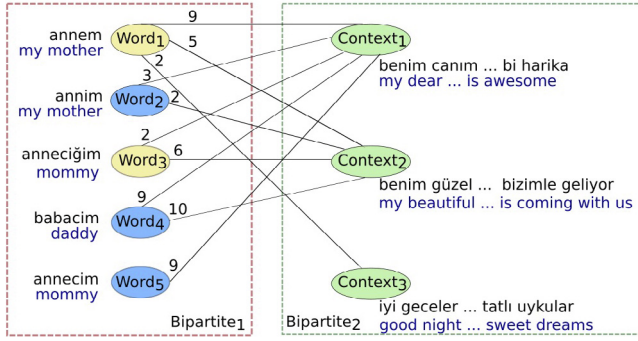 9
annem
my mother
Word1
5
Context1
2
benim canım ... bi harika
my dear ... is awesome
3
annim
my mother
Word2
2
2
anneciğim
mommy
Word3
6
Context2
benim güzel ... bizimle geliyor
my beautiful ... is coming with us
9
babacim
daddy
Word4
10
9
annecim
mommy
Word5
Context3
iyi geceler ... tatlı uykular
good night ... sweet dreams
Bipartite1
Bipartite2